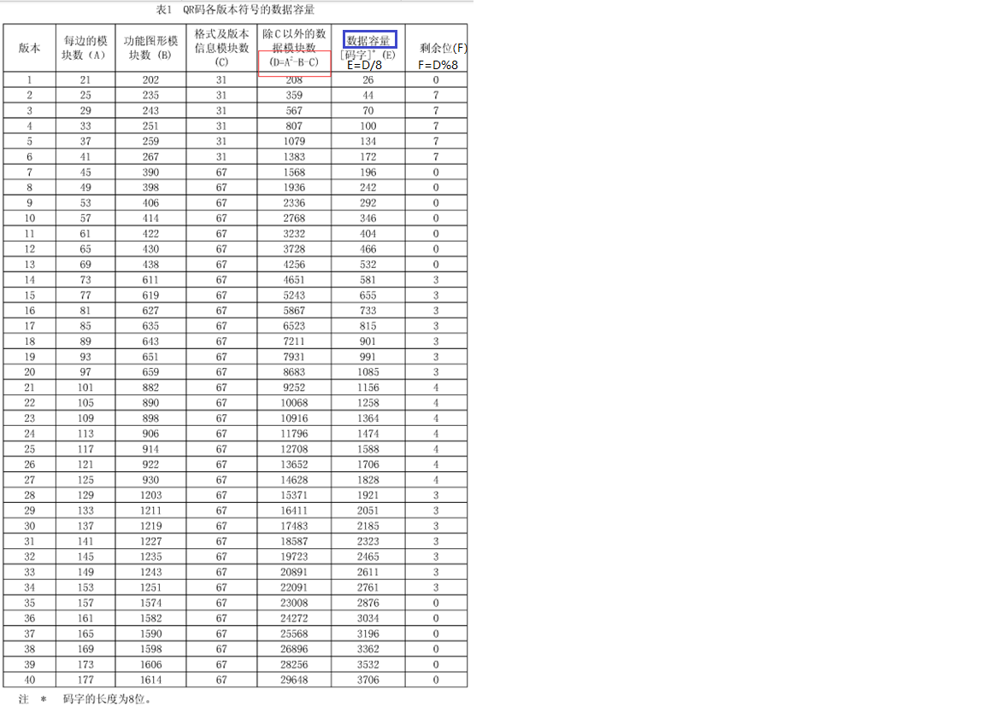 表1 QR码各版本符号的数据容量
版本 每边的模块数(A) 功能图形模块数(B) 格式及版本信息模块数(C) 除C以外的数据模块数(D=A²-B-C) 数据容量[码字]*(E) E=D/8 剩余位(F) F=D%8
1 21 202 31 208 26 0
2 25 235 31 359 44 7
3 29 243 31 567 70 7
4 33 251 31 807 100 7
5 37 259 31 1079 134 7
6 41 267 31 1383 172 7
7 45 390 67 1568 196 0
8 49 398 67 1936 242 0
9 53 406 67 2336 292 0
10 57 414 67 2768 346 0
11 61 422 67 3232 404 0
12 65 430 67 3728 466 0
13 69 438 67 4256 532 0
14 73 611 67 4651 581 3
15 77 619 67 5243 655 3
16 81 627 67 5867 733 3
17 85 635 67 6523 815 3
18 89 643 67 7211 901 3
19 93 651 67 7931 991 3
20 97 659 67 8683 1085 3
21 101 882 67 9252 1156 4
22 105 890 67 10068 1258 4
23 109 898 67 10916 1364 4
24 113 906 67 11796 1474 4
25 117 914 67 12708 1588 4
26 121 922 67 13652 1706 4
27 125 930 67 14628 1828 4
28 129 1203 67 15371 1921 3
29 133 1211 67 16411 2051 3
30 137 1219 67 17483 2185 3
31 141 1227 67 18587 2323 3
32 145 1235 67 19723 2465 3
33 149 1243 67 20891 2611 3
34 153 1251 67 22091 2761 3
35 157 1574 67 23008 2876 0
36 161 1582 67 24272 3034 0
37 165 1590 67 25568 3196 0
38 169 1598 67 26896 3362 0
39 173 1606 67 28256 3532 0
40 177 1614 67 29648 3706 0
注 * 码字的长度为8位。